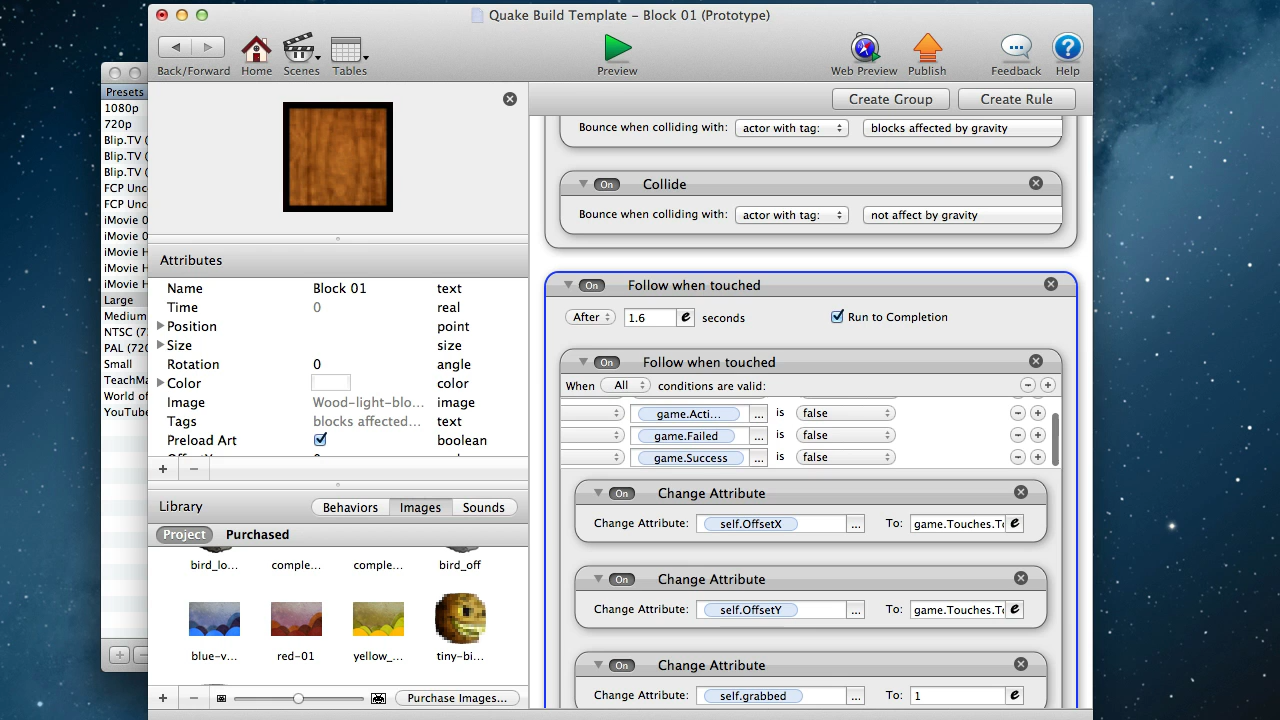 Quake Build Template – Block 01 (Prototype)
Back/Forward
Home
Scenes
Tables
Preview
Web Preview
Publish
Feedback
Help
Presets
1080p
720p
Blip.TV (
Blip.TV (
Blip.TV (
FCP Unc
FCP Unc
iMovie 0
iMovie 0
iMovie H
iMovie H
iMovie H
Large
Medium
NTSC (7
PAL (720
Small
TeachMa
World of
YouTube
Attributes
Name Block 01 text
Time 0 real
Position point
Size size
Rotation 0 angle
Color color
Image Wood-light-blo... image
Tags blocks affected... text
Preload Art boolean
Library
Behaviors
Images
Sounds
Project
Purchased
bird_lo...
comple...
comple...
bird_off
blue-v...
red-01
yellow_...
tiny-bi...
Purchase Images...
Create Group
Create Rule
Bounce when colliding with: actor with tag: blocks affected by gravity
On Collide
Bounce when colliding with: actor with tag: not affect by gravity
On Follow when touched
After 1.6 e seconds Run to Completion
On Follow when touched
When All conditions are valid:
game.Acti... ... is false
game.Failed ... is false
game.Success ... is false
On Change Attribute
Change Attribute: self.OffsetX ... To: game.Touches.To e
On Change Attribute
Change Attribute: self.OffsetY ... To: game.Touches.To e
On Change Attribute
Change Attribute: self.grabbed ... To: 1 e